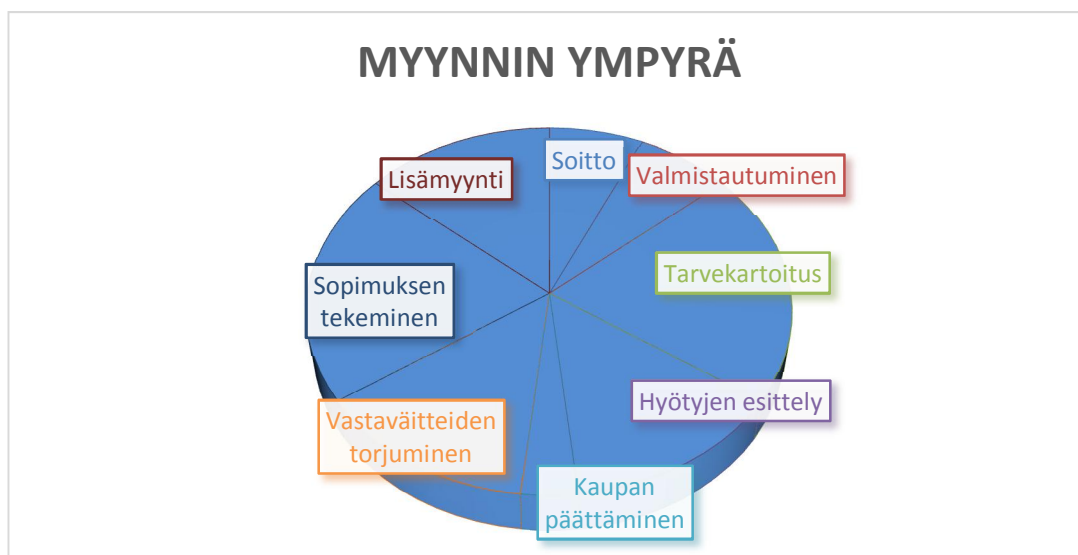 MYYNNIN YMPYRÄ
Soitto
Valmistautuminen
Tarvekartoitus
Hyötyjen esittely
Kaupan
päättäminen
Vastaväitteiden
torjuminen
Sopimuksen
tekeminen
Lisämyynti